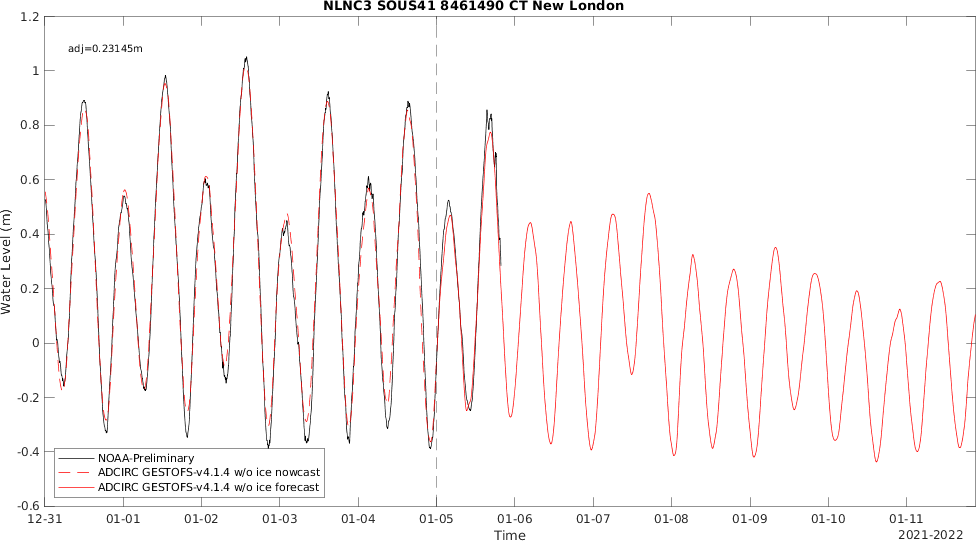 NLNC3 SOUS41 8461490 CT New London
adj=0.23145m
1.2
1
0.8
0.6
0.4
0.2
0
-0.2
-0.4
-0.6
Water Level (m)
NOAA-Preliminary
ADCIRC GESTOFS-v4.1.4 w/o ice nowcast
ADCIRC GESTOFS-v4.1.4 w/o ice forecast
12-31 01-01 01-02 01-03 01-04 01-05 01-06 01-07 01-08 01-09 01-10 01-11
Time
2021-2022